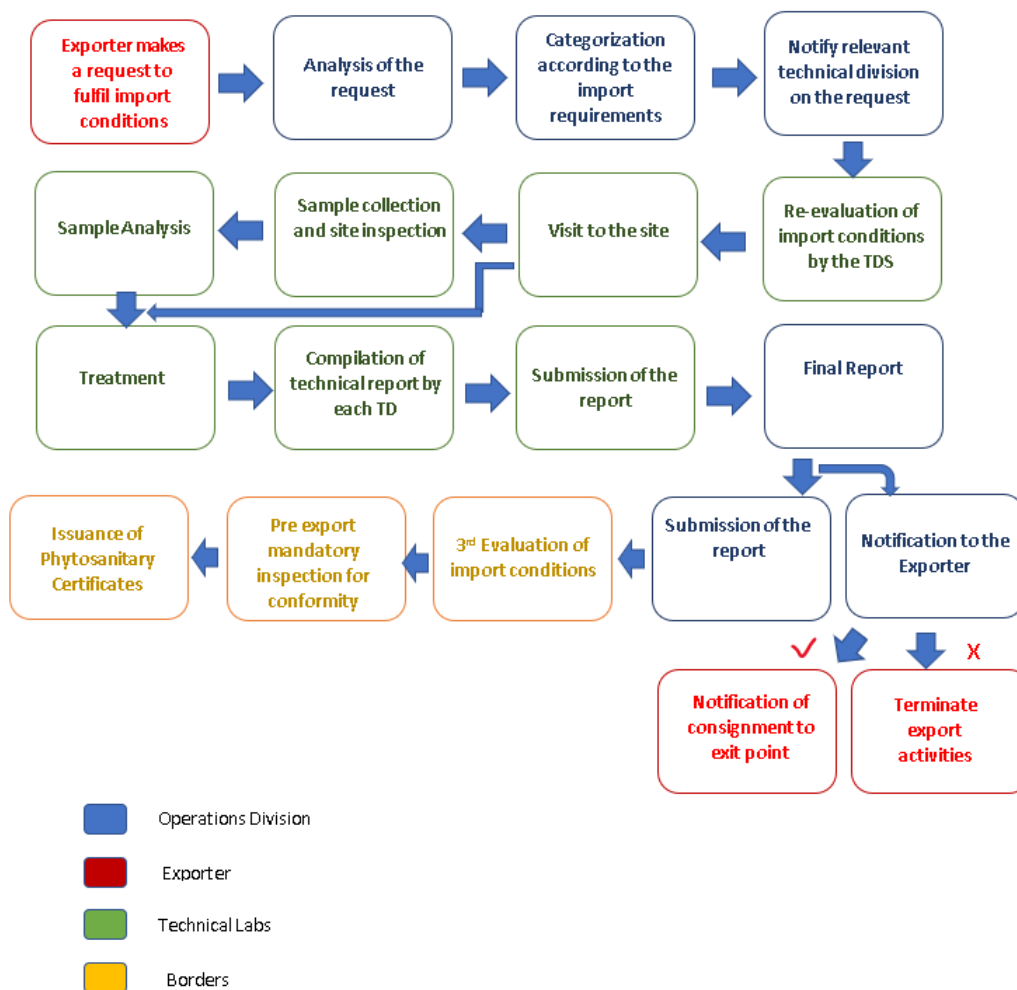 Exporter makes
a request to
fulfil import
conditions
Analysis of the
request
Categorization
according to the
import
requirements
Notify relevant
technical division
on the request
Sample Analysis
Sample collection
and site inspection
Visit to the site
Re-evaluation of
import conditions
by the TDS
Treatment
Compilation of
technical report by
each TD
Submission of the
report
Final Report
Issuance of
Phytosanitary
Certificates
Pre export
mandatory
inspection for
conformity
3rd Evaluation of
import conditions
Submission of the
report
Notification to the
Exporter
X
Notification of
consignment to
exit point
Terminate
export
activities
Operations Division
Exporter
Technical Labs
Borders